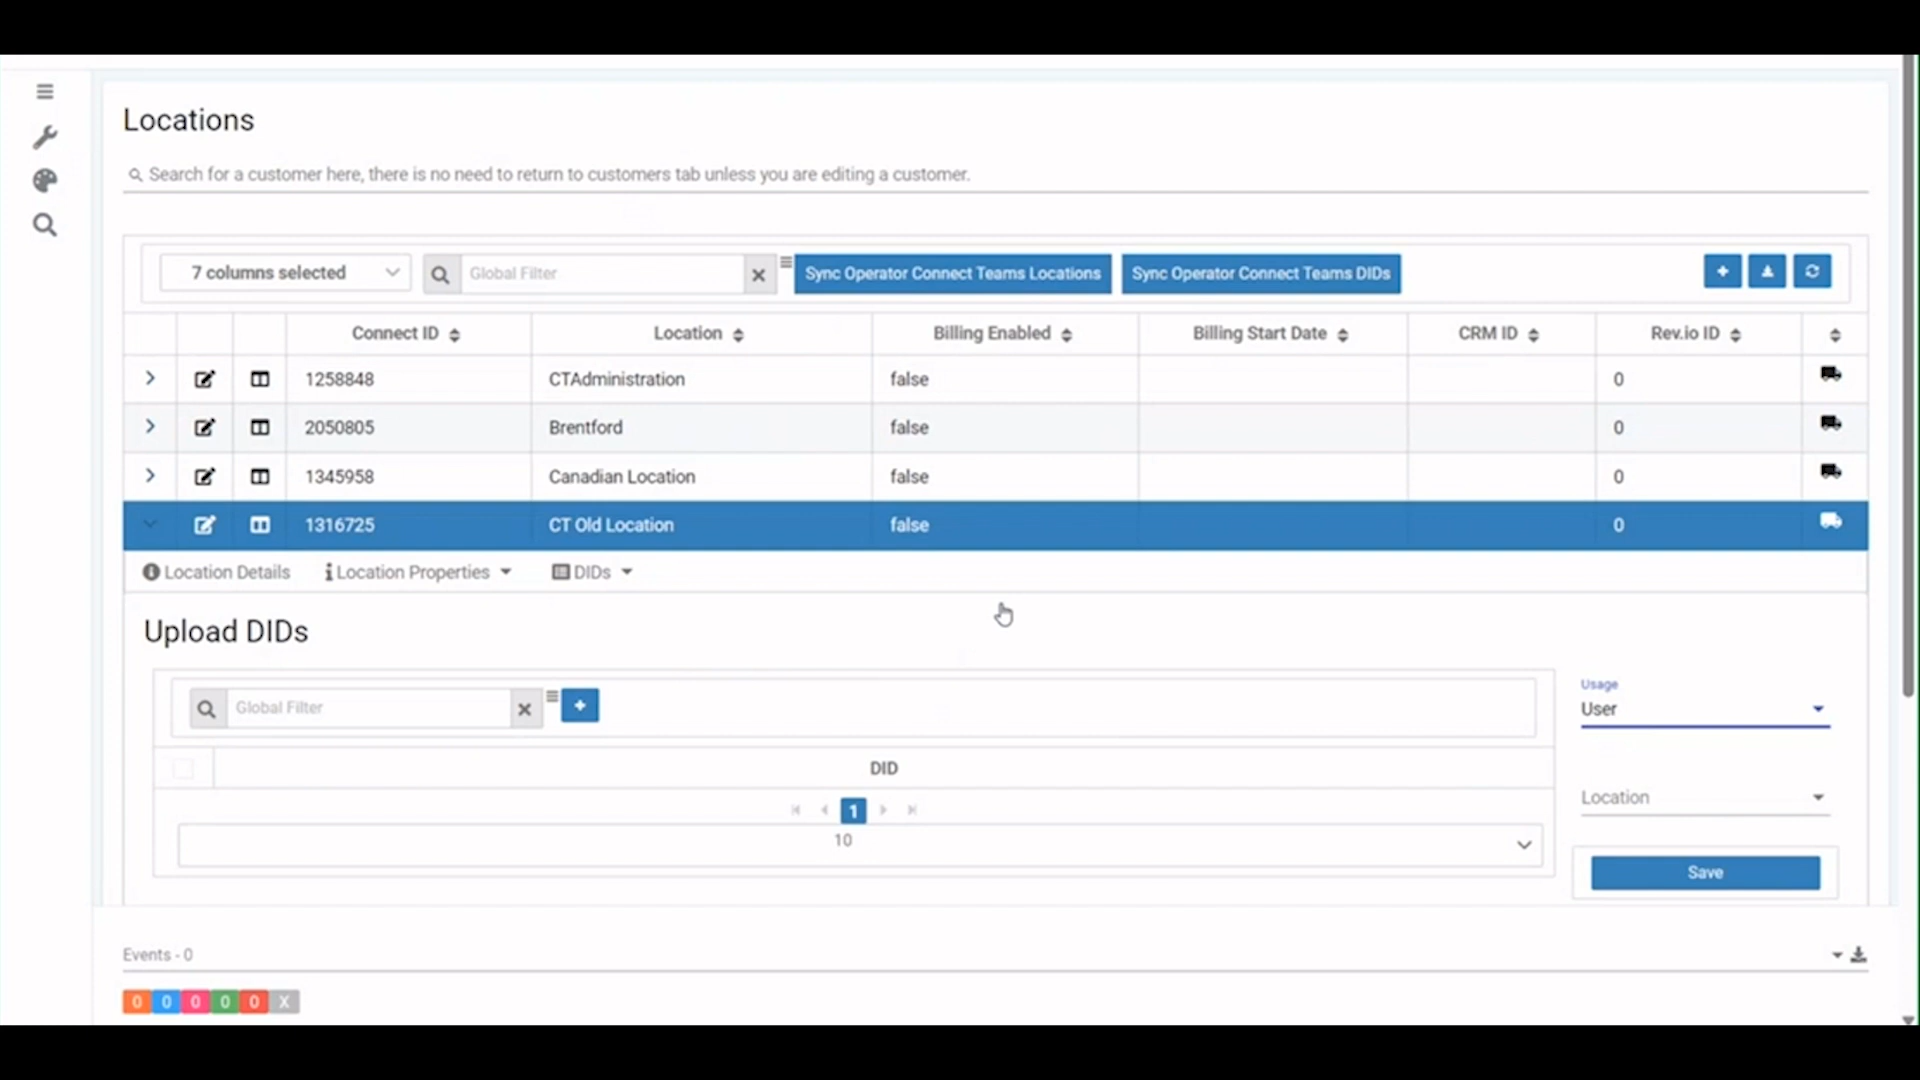 Locations
Search for a customer here, there is no need to return to customers tab unless you are editing a customer.
7 columns selected
Global Filter
Sync Operator Connect Teams Locations
Sync Operator Connect Teams DIDs
Connect ID Location Billing Enabled Billing Start Date CRM ID Rev.io ID
1258848 CTAdministration false 0
2050805 Brentford false 0
1345958 Canadian Location false 0
1316725 CT Old Location false 0
Location Details Location Properties DIDs
Upload DIDs
Global Filter
DID
1
10
Usage
User
Location
Save
Events - 0
0 0 0 0 0 X